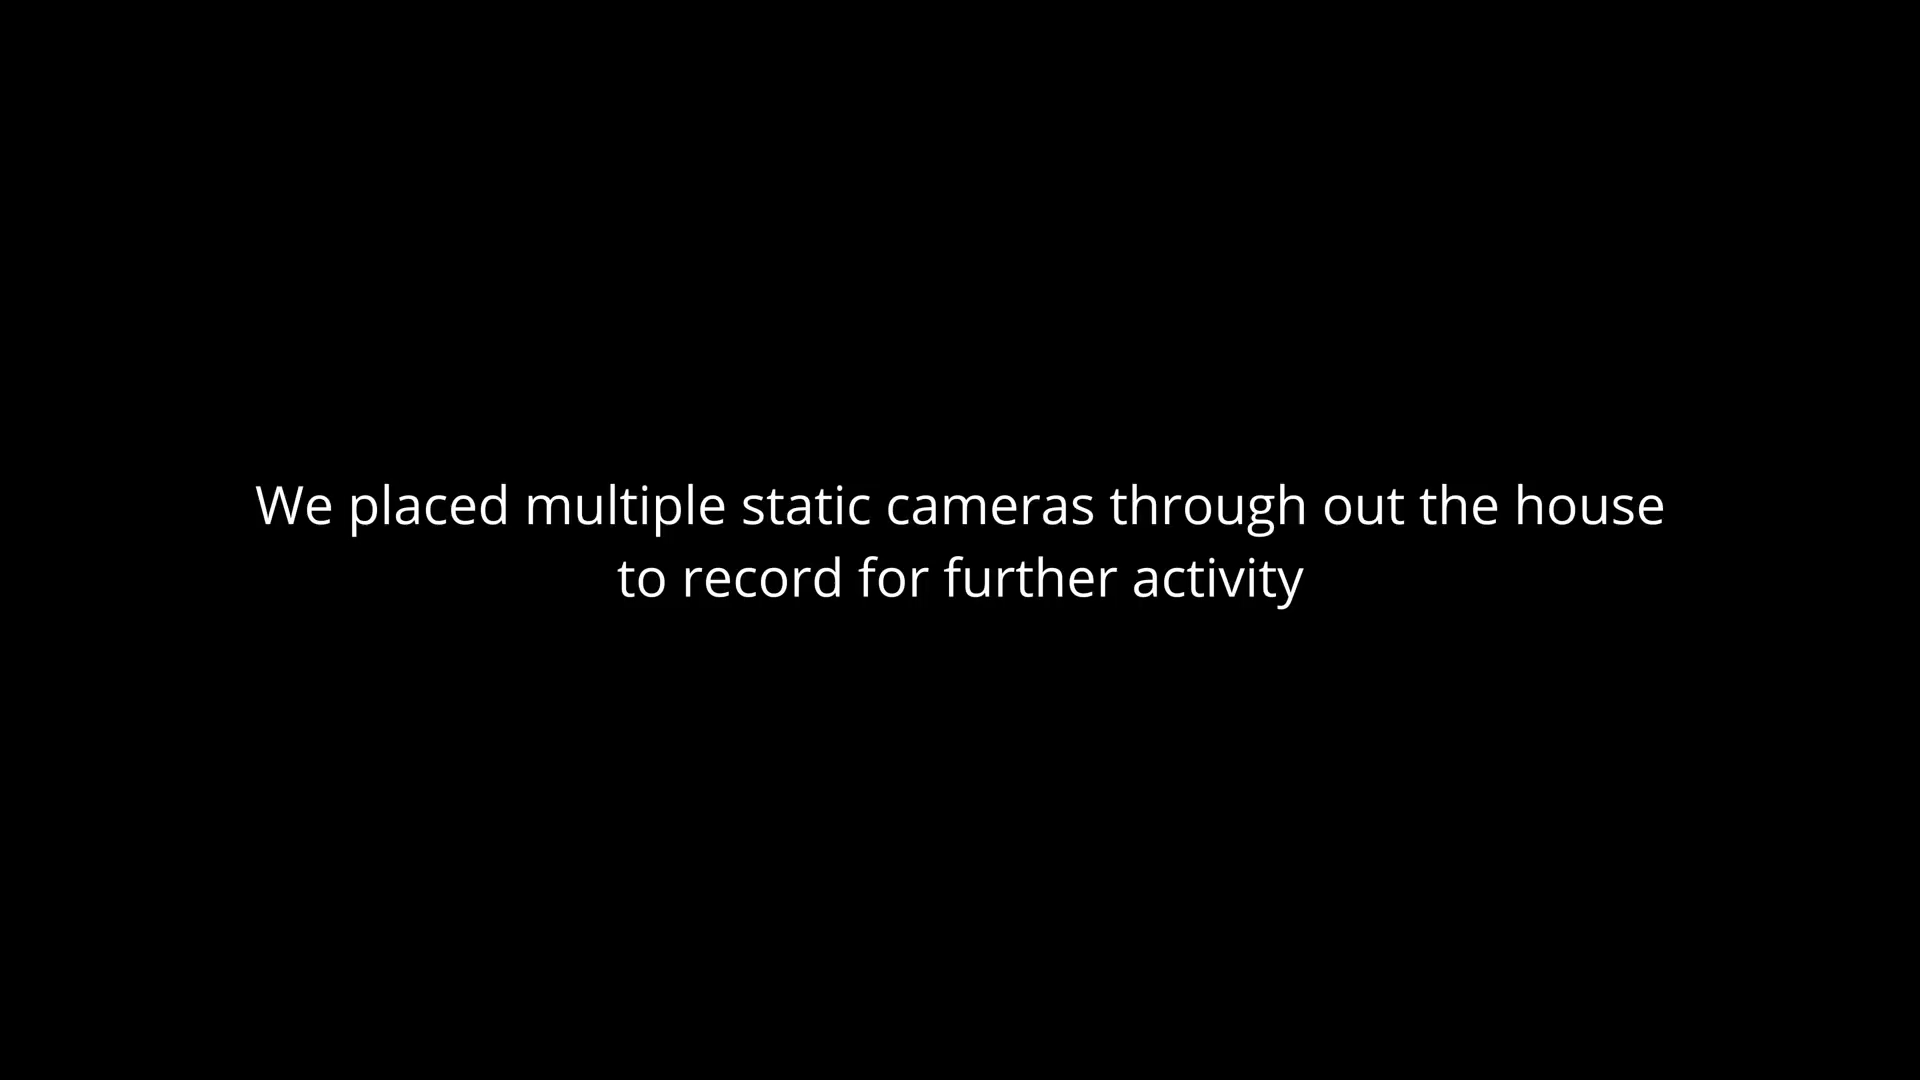 We placed multiple static cameras through out the house
to record for further activity